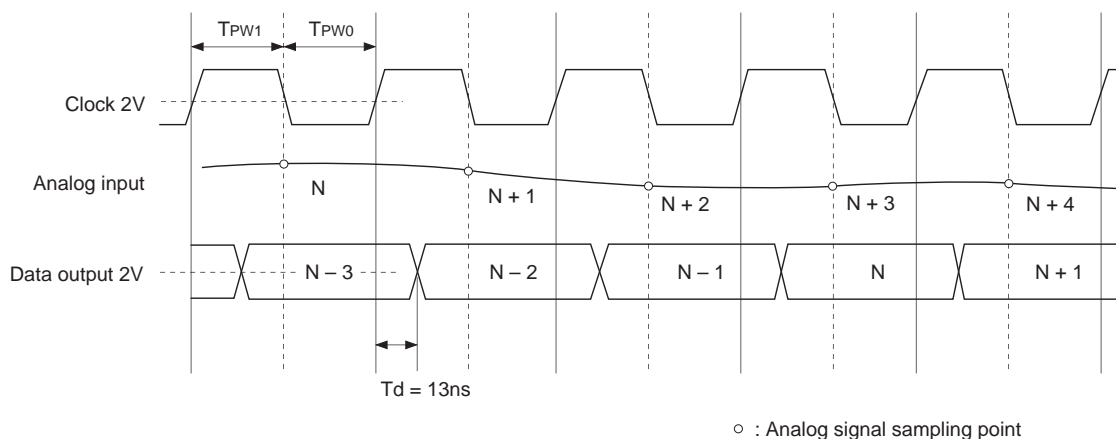 TPW1 TPW0
Clock 2V
Analog input
N N + 1 N + 2 N + 3 N + 4
Data output 2V
N – 3 N – 2 N – 1 N N + 1
Td = 13ns
: Analog signal sampling point